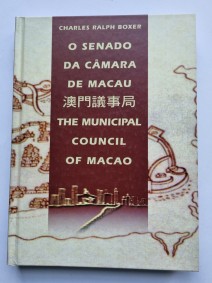 CHARLES RALPH BOXER
O SENADO
DA CÂMARA
DE MACAU
澳門議事局
THE MUNICIPAL
COUNCIL
OF MACAO